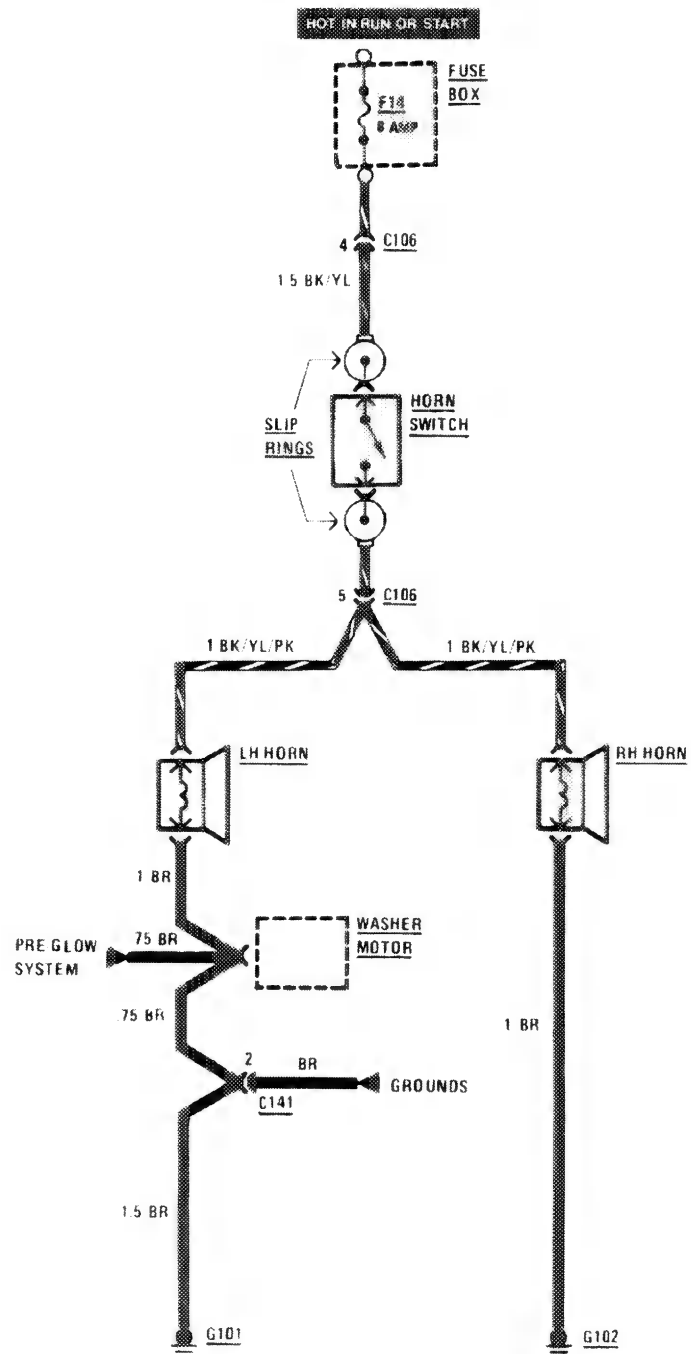 HOT IN RUN OR START
FUSE
BOX
F14
8 AMP
4 C106
1.5 BK/YL
SLIP
RINGS
HORN
SWITCH
5 C106
1 BK/YL/PK
1 BK/YL/PK
LH HORN
RH HORN
1 BR
PRE GLOW
SYSTEM
.75 BR
WASHER
MOTOR
.75 BR
1 BR
2
BR
GROUNDS
C141
1.5 BR
G101
G102